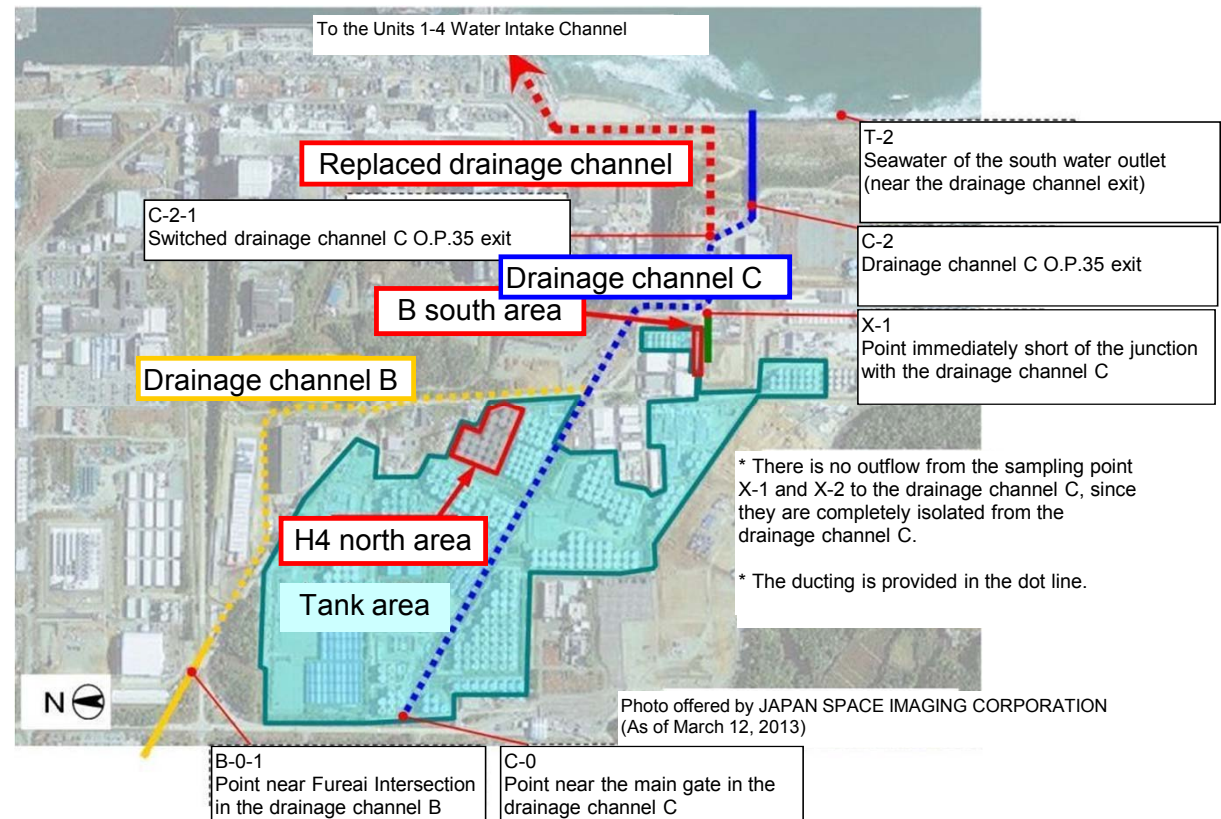 To the Units 1-4 Water Intake Channel
T-2
Seawater of the south water outlet
(near the drainage channel exit)
Replaced drainage channel
C-2-1
Switched drainage channel C O.P.35 exit
C-2
Drainage channel C O.P.35 exit
Drainage channel C
B south area
X-1
Point immediately short of the junction
with the drainage channel C
Drainage channel B
* There is no outflow from the sampling point
X-1 and X-2 to the drainage channel C, since
they are completely isolated from the
drainage channel C.
* The ducting is provided in the dot line.
H4 north area
Tank area
N
Photo offered by JAPAN SPACE IMAGING CORPORATION
(As of March 12, 2013)
B-0-1
Point near Fureai Intersection
in the drainage channel B
C-0
Point near the main gate in the
drainage channel C